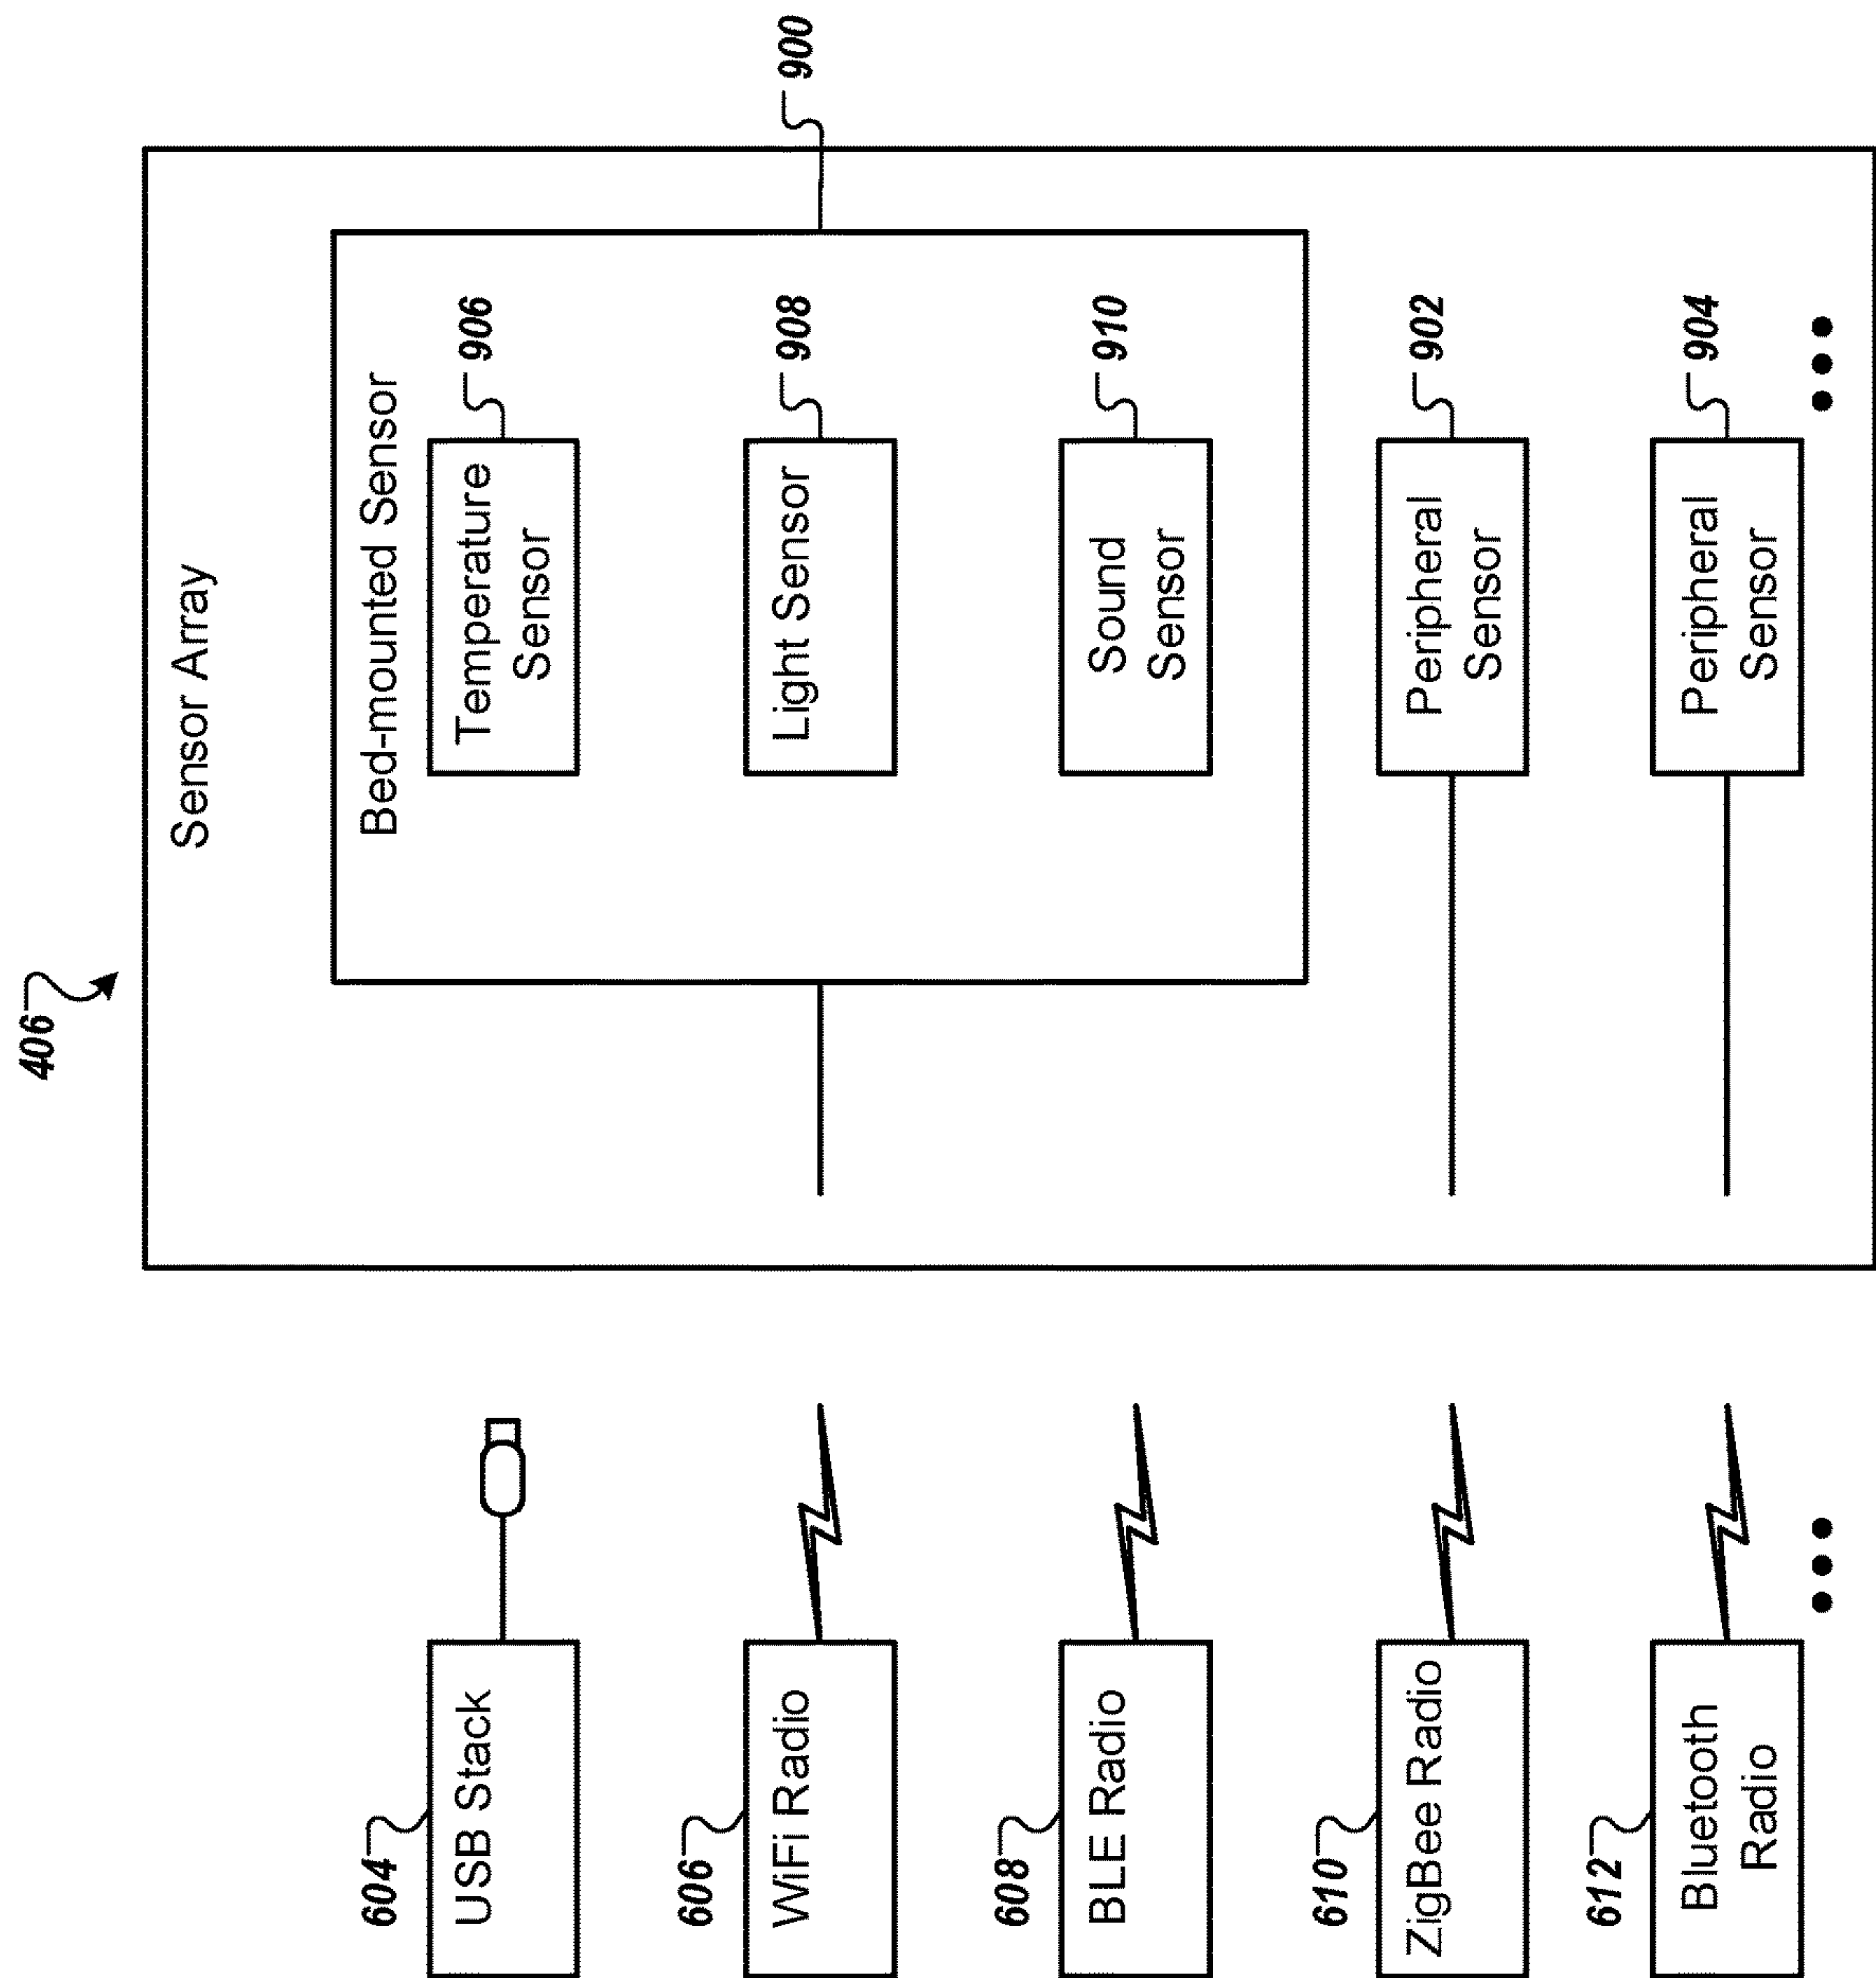 406
Sensor Array
Bed-mounted Sensor
900
604
USB Stack
Temperature
Sensor
906
606
WiFi Radio
Light Sensor
908
608
BLE Radio
Sound
Sensor
910
610
ZigBee Radio
Peripheral
Sensor
902
612
Bluetooth
Radio
Peripheral
Sensor
904